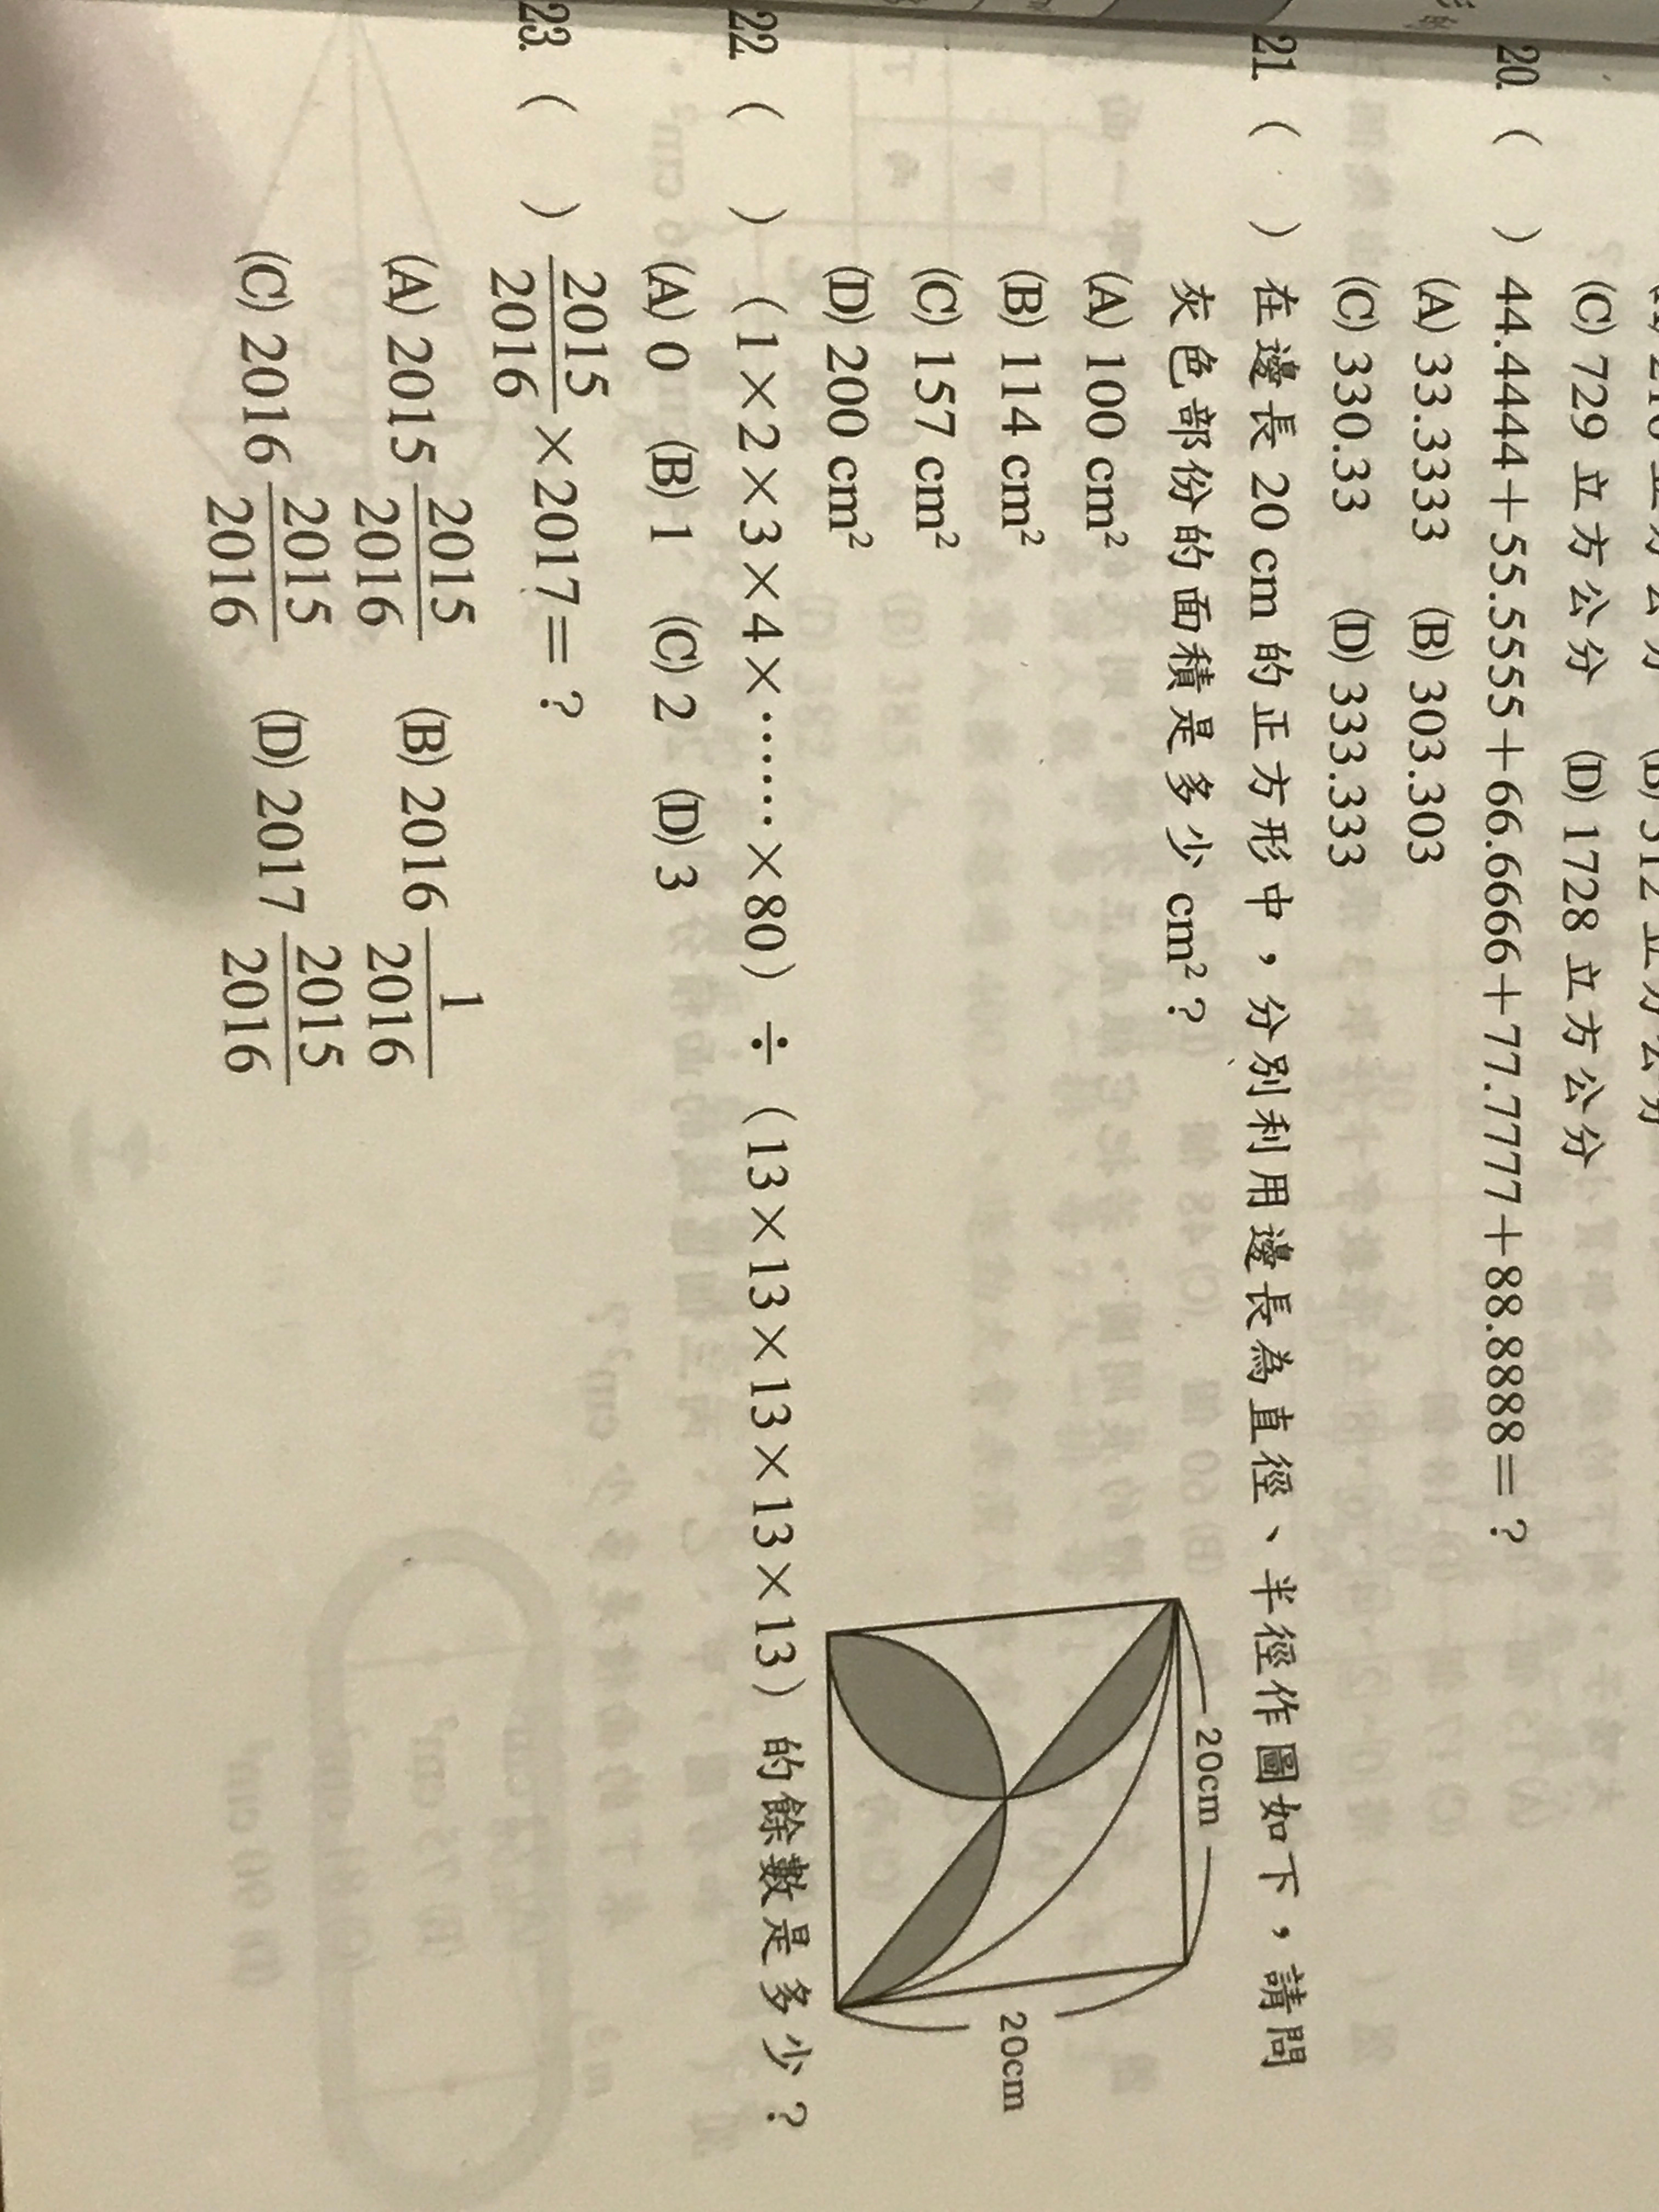 (C) 729 立方公分 (D) 1728 立方公分
20. ( ) 44.4444＋55.5555＋66.6666＋77.7777＋88.8888＝？
(A) 33.3333 (B) 303.303
(C) 330.33 (D) 333.333
21. ( ) 在邊長 20 cm 的正方形中，分別利用邊長為直徑、半徑作圖如下，請問
灰色部份的面積是多少 cm²？
(A) 100 cm²
(B) 114 cm²
(C) 157 cm²
(D) 200 cm²
20cm
20cm
22. ( ) （1×2×3×4×……×80）÷（13×13×13×13×13）的餘數是多少？
(A) 0 (B) 1 (C) 2 (D) 3
23. ( ) 2015/2016×2017＝？
(A) 2015 2015/2016 (B) 2016 1/2016
(C) 2016 2015/2016 (D) 2017 2015/2016